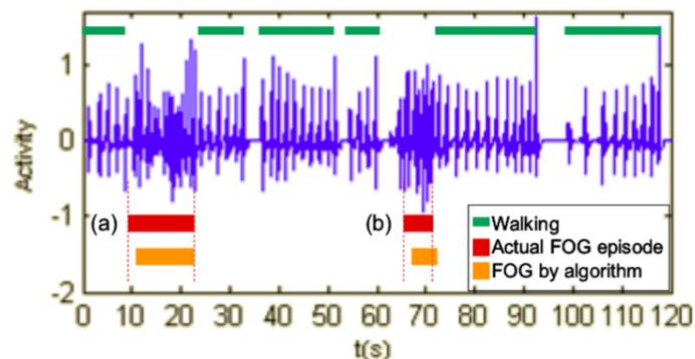 1
0
-1
-2
Activity
(a)
(b)
Walking
Actual FOG episode
FOG by algorithm
0 10 20 30 40 50 60 70 80 90 100 110 120
t(s)